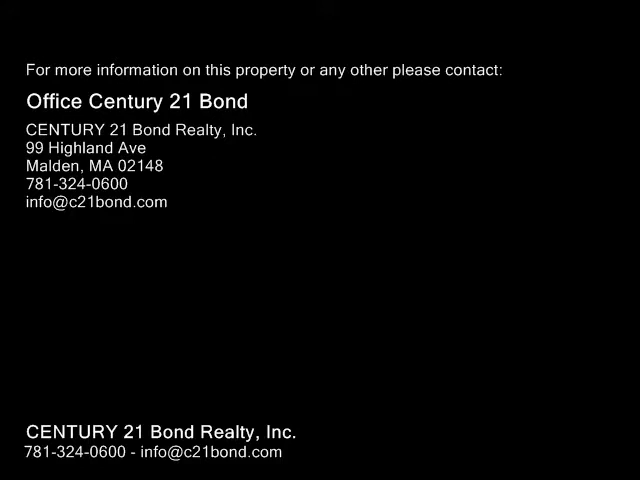 For more information on this property or any other please contact:
Office Century 21 Bond
CENTURY 21 Bond Realty, Inc.
99 Highland Ave
Malden, MA 02148
781-324-0600
info@c21bond.com
CENTURY 21 Bond Realty, Inc.
781-324-0600 - info@c21bond.com